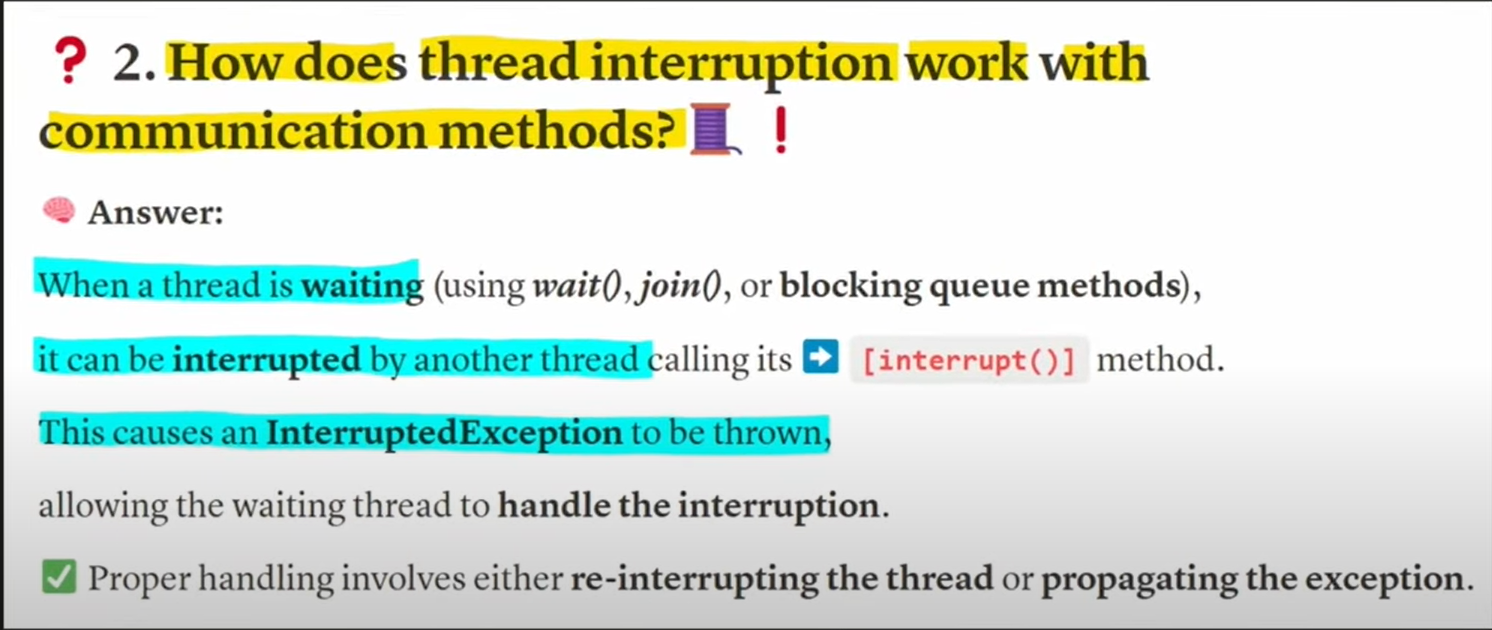 ❓ 2. How does thread interruption work with
communication methods?🧵❗
🧠 Answer:
When a thread is waiting (using wait(), join(), or blocking queue methods),
it can be interrupted by another thread calling its ➡️ [interrupt()] method.
This causes an InterruptedException to be thrown,
allowing the waiting thread to handle the interruption.
✅ Proper handling involves either re-interrupting the thread or propagating the exception.